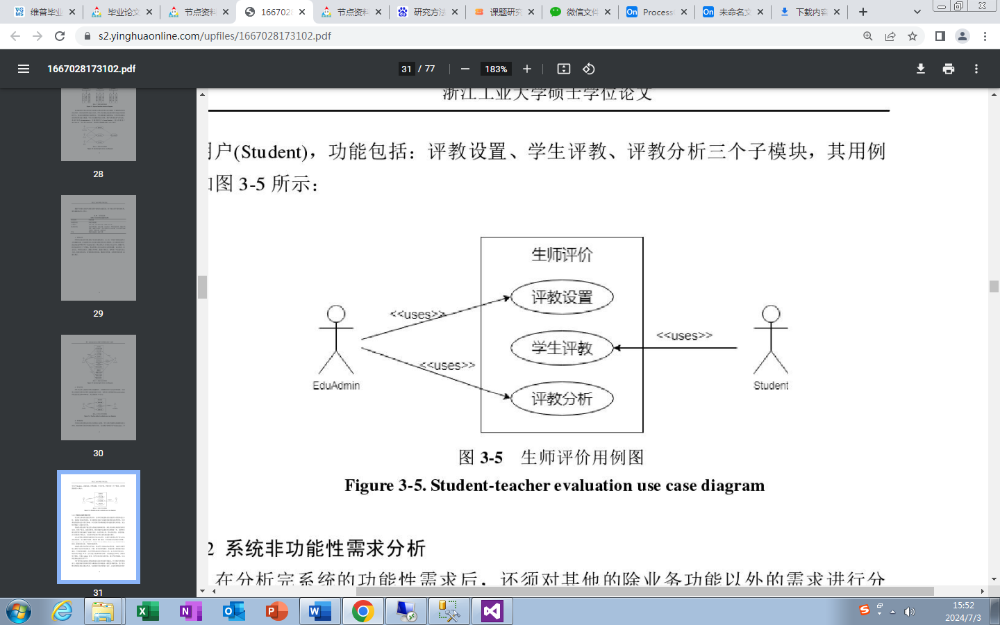 维普毕业
毕业论文
节点资料
1667028
节点资料
研究方法
课题研究
微信文件
Process
未命名文
下载内容
s2.yinghuaonline.com/upfiles/1667028173102.pdf
1667028173102.pdf
31 / 77
183%
28
29
30
31
浙江工业大学硕士学位论文
户(Student)，功能包括：评教设置、学生评教、评教分析三个子模块，其用例
图 3-5 所示：
生师评价
评教设置
<<uses>>
学生评教
<<uses>>
<<uses>>
评教分析
EduAdmin
Student
图 3-5 生师评价用例图
Figure 3-5. Student-teacher evaluation use case diagram
2 系统非功能性需求分析
在分析完系统的功能性需求后，还须对其他的除业务功能以外的需求进行分
15:52
2024/7/3